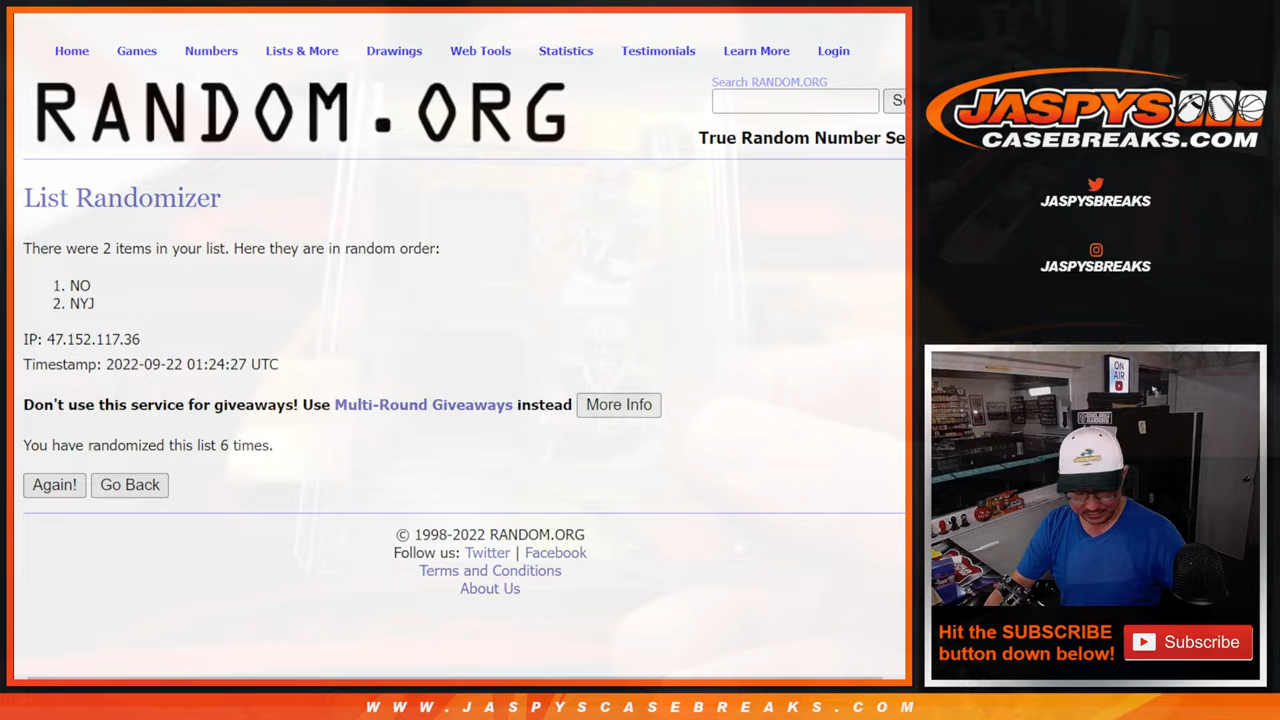 Home Games Numbers Lists & More Drawings Web Tools Statistics Testimonials Learn More Login
Search RANDOM.ORG
RANDOM.ORG
True Random Number Se
List Randomizer
There were 2 items in your list. Here they are in random order:
1. NO
2. NYJ
IP: 47.152.117.36
Timestamp: 2022-09-22 01:24:27 UTC
Don't use this service for giveaways! Use Multi-Round Giveaways instead More Info
You have randomized this list 6 times.
Again! Go Back
© 1998-2022 RANDOM.ORG
Follow us: Twitter | Facebook
Terms and Conditions
About Us
JASPYS
CASEBREAKS.COM
JASPYSBREAKS
JASPYSBREAKS
ON
AIR
Hit the SUBSCRIBE
button down below!
Subscribe
WWW.JASPYSCASEBREAKS.COM